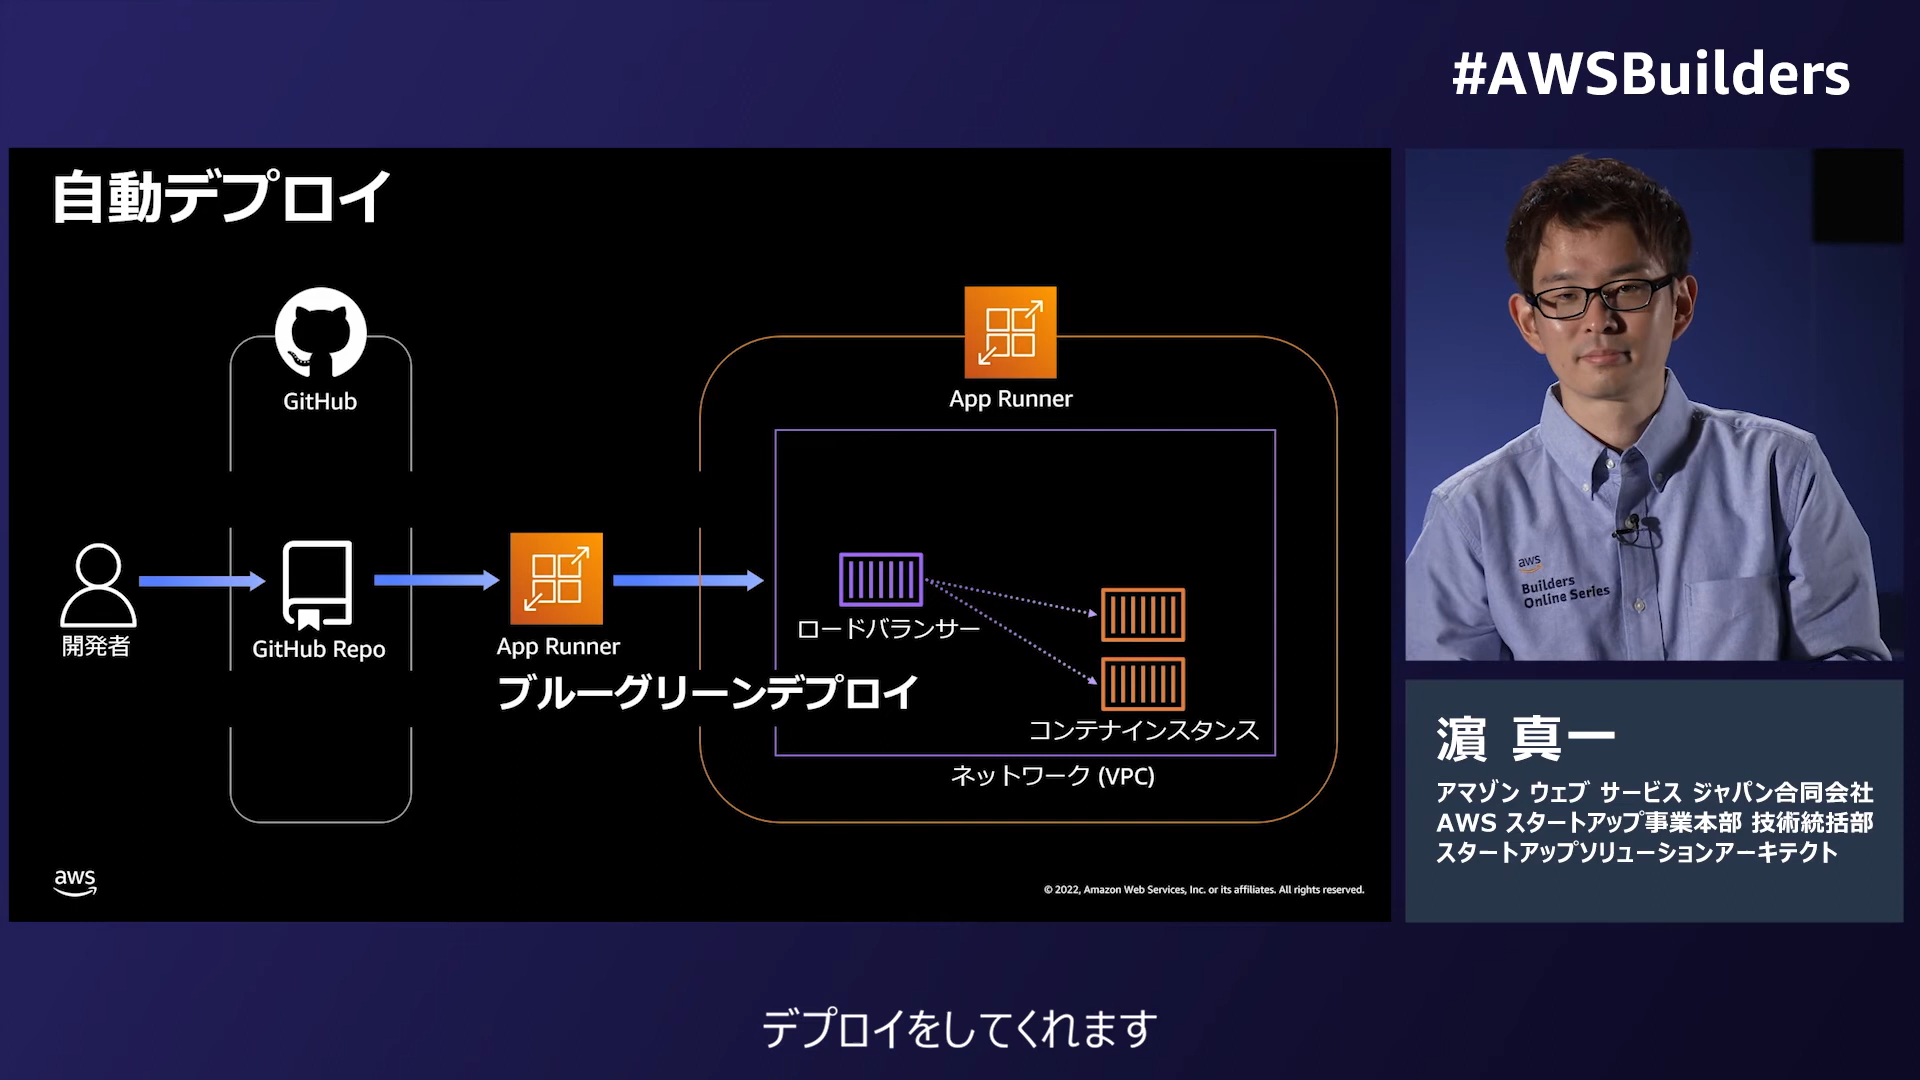 #AWSBuilders
自動デプロイ
GitHub
App Runner
開発者
GitHub Repo
App Runner
ブルーグリーンデプロイ
ロードバランサー
コンテナインスタンス
ネットワーク (VPC)
aws
© 2022, Amazon Web Services, Inc. or its affiliates. All rights reserved.
aws
Builders
Online Series
濵 真一
アマゾン ウェブ サービス ジャパン合同会社
AWS スタートアップ事業本部 技術統括部
スタートアップソリューションアーキテクト
デプロイをしてくれます